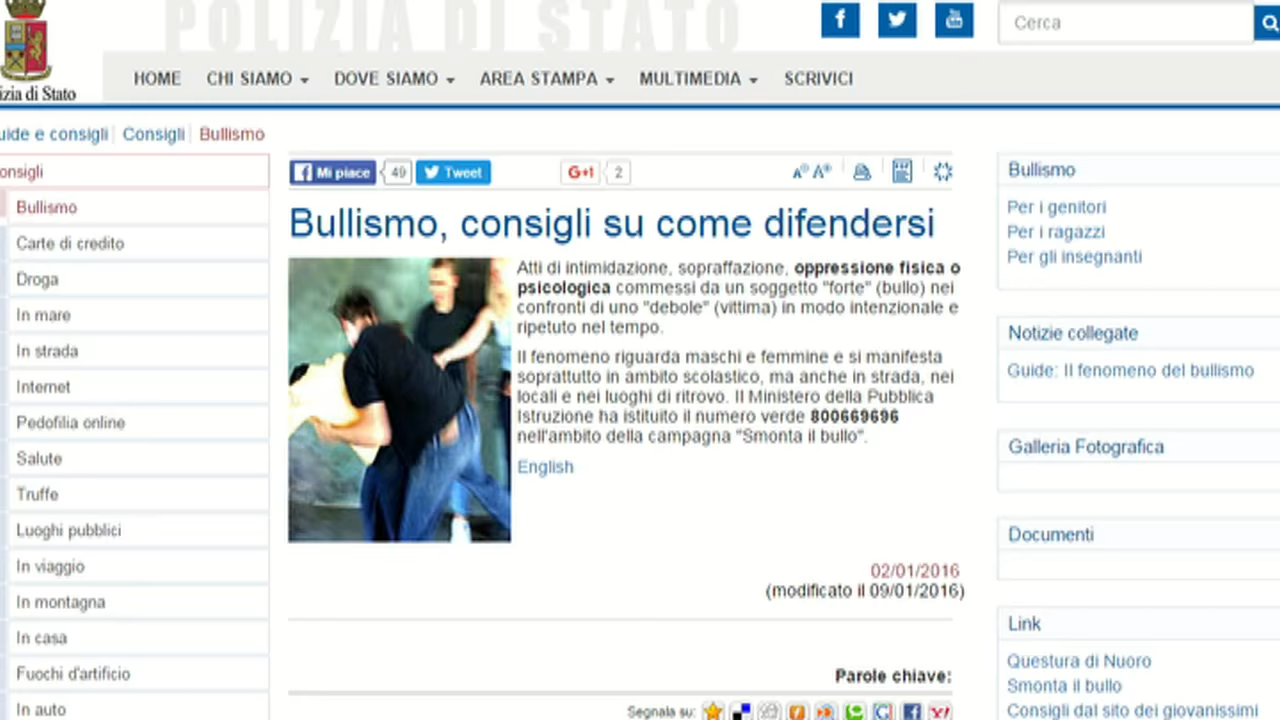 POLIZIA DI STATO
Cerca
izia di Stato
HOME CHI SIAMO DOVE SIAMO AREA STAMPA MULTIMEDIA SCRIVICI
uide e consigli Consigli Bullismo
onsigli
Bullismo
Carte di credito
Droga
In mare
In strada
Internet
Pedofilia online
Salute
Truffe
Luoghi pubblici
In viaggio
In montagna
In casa
Fuochi d'artificio
In auto
Mi piace 49 Tweet G+1 2
Bullismo, consigli su come difendersi
Atti di intimidazione, sopraffazione, oppressione fisica o
psicologica commessi da un soggetto "forte" (bullo) nei
confronti di uno "debole" (vittima) in modo intenzionale e
ripetuto nel tempo.
Il fenomeno riguarda maschi e femmine e si manifesta
soprattutto in ambito scolastico, ma anche in strada, nei
locali e nei luoghi di ritrovo. Il Ministero della Pubblica
Istruzione ha istituito il numero verde 800669696
nell'ambito della campagna "Smonta il bullo".
English
02/01/2016
(modificato il 09/01/2016)
Parole chiave:
Segnala su:
Bullismo
Per i genitori
Per i ragazzi
Per gli insegnanti
Notizie collegate
Guide: Il fenomeno del bullismo
Galleria Fotografica
Documenti
Link
Questura di Nuoro
Smonta il bullo
Consigli dal sito dei giovanissimi